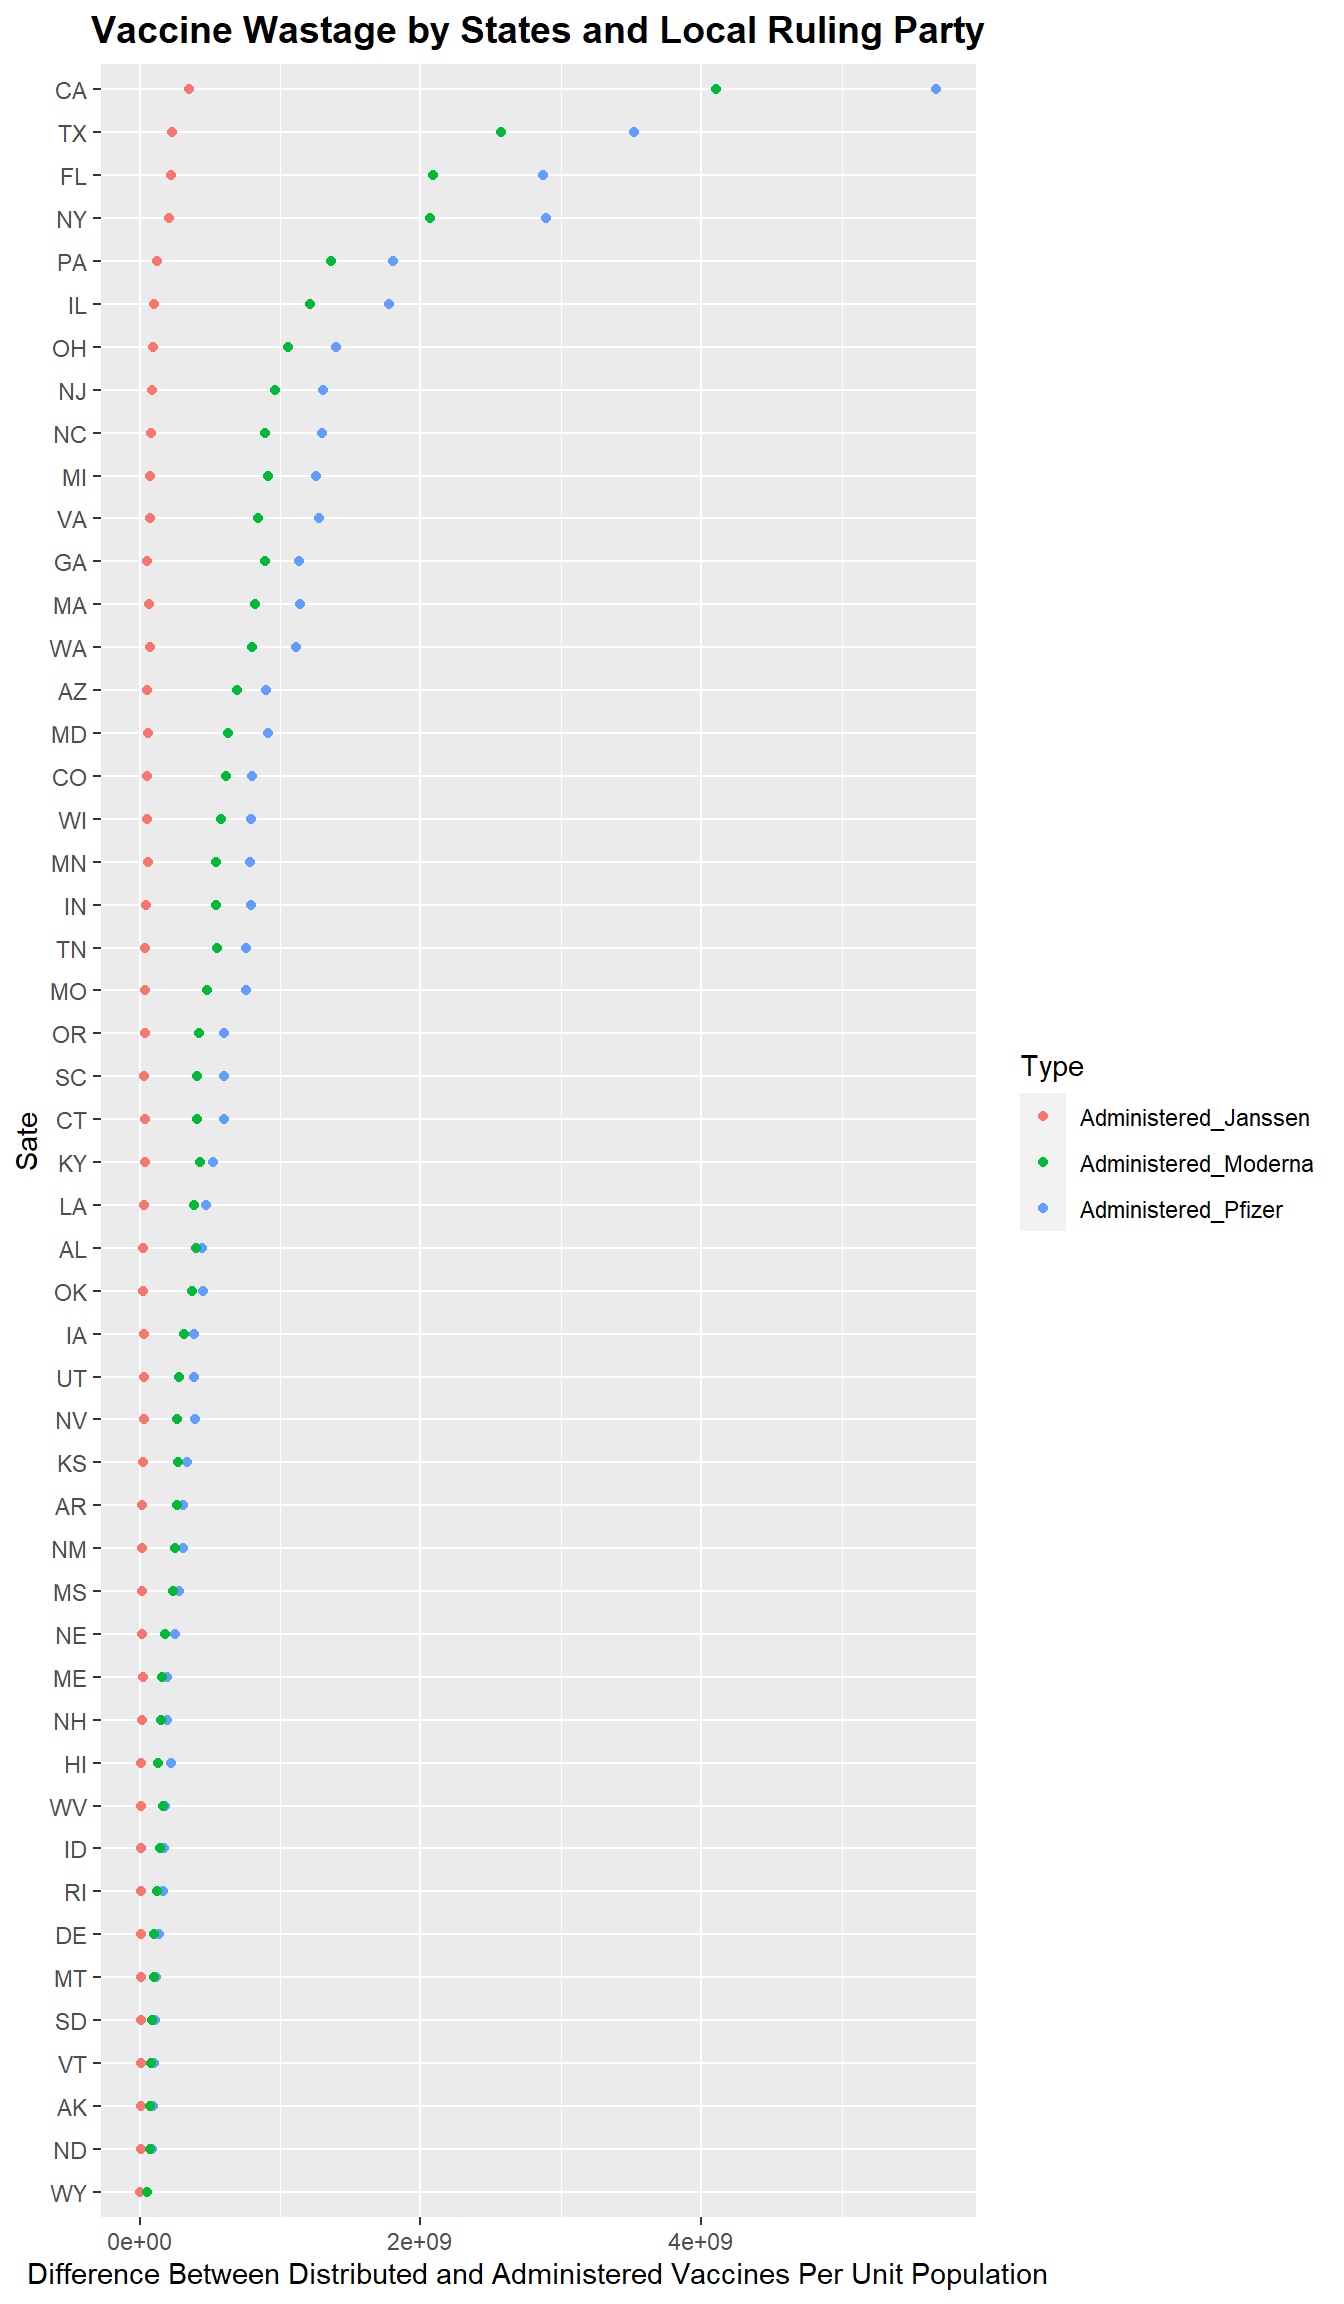 Vaccine Wastage by States and Local Ruling Party
CA
TX
FL
NY
PA
IL
OH
NJ
NC
MI
VA
GA
MA
WA
AZ
MD
CO
WI
MN
IN
TN
MO
OR
SC
CT
KY
LA
AL
OK
IA
UT
NV
KS
AR
NM
MS
NE
ME
NH
HI
WV
ID
RI
DE
MT
SD
VT
AK
ND
WY
Sate
0e+00
2e+09
4e+09
Difference Between Distributed and Administered Vaccines Per Unit Population
Type
Administered_Janssen
Administered_Moderna
Administered_Pfizer